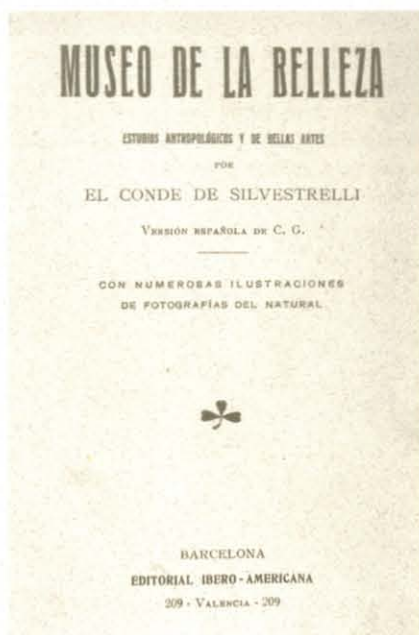 MUSEO DE LA BELLEZA
ESTUDIOS ANTROPOLÓGICOS Y DE BELLAS ARTES
POR
EL CONDE DE SILVESTRELLI
VERSIÓN ESPAÑOLA DE C. G.
CON NUMEROSAS ILUSTRACIONES
DE FOTOGRAFÍAS DEL NATURAL
BARCELONA
EDITORIAL IBERO-AMERICANA
209 - VALENCIA - 209